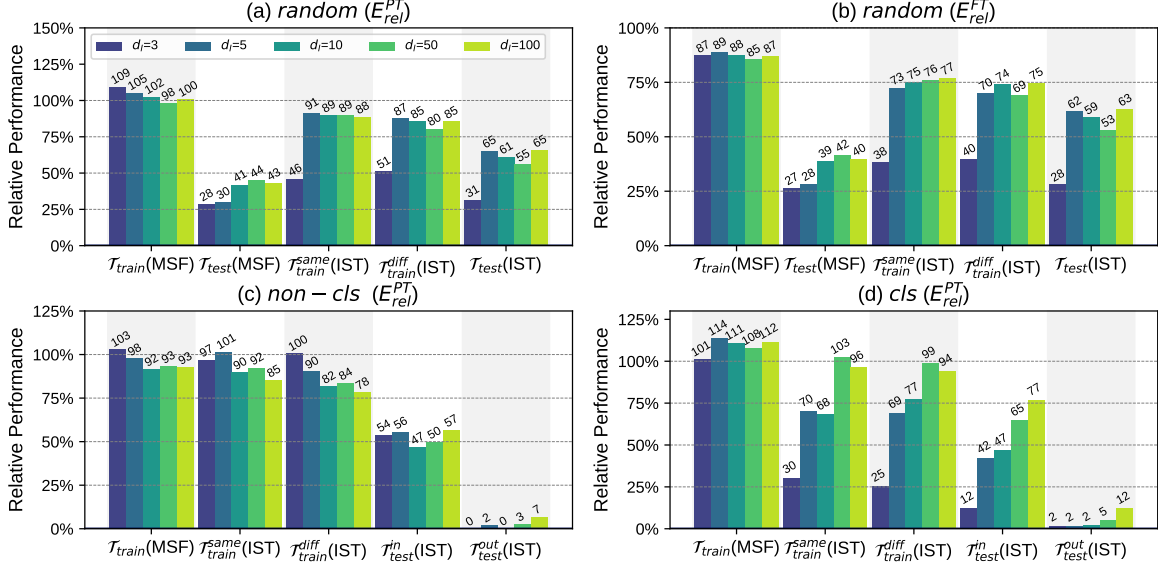 (a) random (E_rel^PT)
Relative Performance
150%
125%
100%
75%
50%
25%
0%
d_I=3 d_I=5 d_I=10 d_I=50 d_I=100
109 105 102 98 100
28 30 41 44 43
46 91 89 89 88
51 87 85 80 85
31 65 61 55 65
T_train(MSF) T_test(MSF) T_train^same(IST) T_train^diff(IST) T_test(IST)
(b) random (E_rel^FT)
Relative Performance
100%
75%
50%
25%
0%
87 89 88 85 87
27 28 39 42 40
38 73 75 76 77
40 70 74 69 75
28 62 59 53 63
T_train(MSF) T_test(MSF) T_train^same(IST) T_train^diff(IST) T_test(IST)
(c) non − cls (E_rel^PT)
Relative Performance
125%
100%
75%
50%
25%
0%
103 98 92 93 93
97 101 90 92 85
100 90 82 84 78
54 56 47 50 57
0 2 0 3 7
T_train(MSF) T_train^same(IST) T_train^diff(IST) T_test^in(IST) T_test^out(IST)
(d) cls (E_rel^PT)
Relative Performance
125%
100%
75%
50%
25%
0%
101 114 111 108 112
30 70 68 103 96
25 69 77 99 94
12 42 47 65 77
2 2 2 5 12
T_train(MSF) T_train^same(IST) T_train^diff(IST) T_test^in(IST) T_test^out(IST)